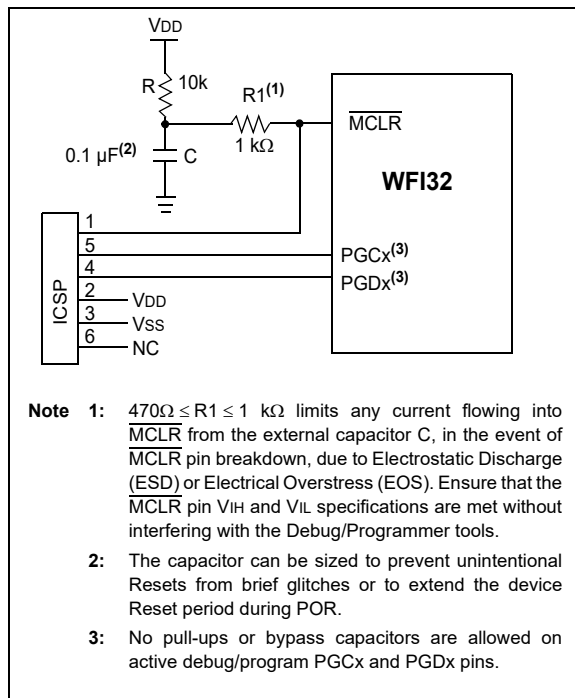 VDD
R 10k
R1(1)
1 kΩ
MCLR
0.1 µF(2) C
WFI32
ICSP
1
5
PGCx(3)
4
PGDx(3)
2 VDD
3 VSS
6 NC
Note 1: 470Ω ≤ R1 ≤ 1 kΩ limits any current flowing into
MCLR from the external capacitor C, in the event of
MCLR pin breakdown, due to Electrostatic Discharge
(ESD) or Electrical Overstress (EOS). Ensure that the
MCLR pin VIH and VIL specifications are met without
interfering with the Debug/Programmer tools.
2: The capacitor can be sized to prevent unintentional
Resets from brief glitches or to extend the device
Reset period during POR.
3: No pull-ups or bypass capacitors are allowed on
active debug/program PGCx and PGDx pins.